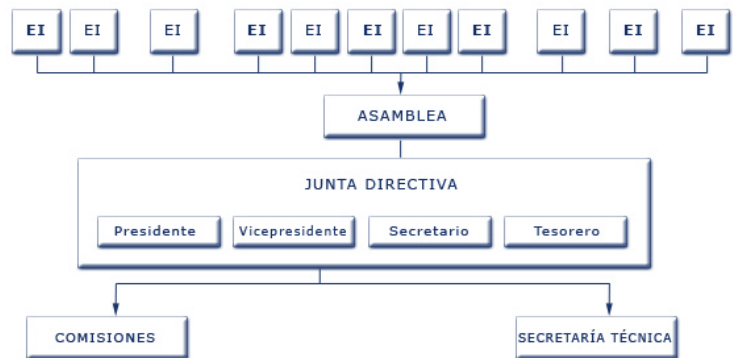 EI EI EI EI EI EI EI EI EI EI EI
ASAMBLEA
JUNTA DIRECTIVA
Presidente Vicepresidente Secretario Tesorero
COMISIONES SECRETARÍA TÉCNICA